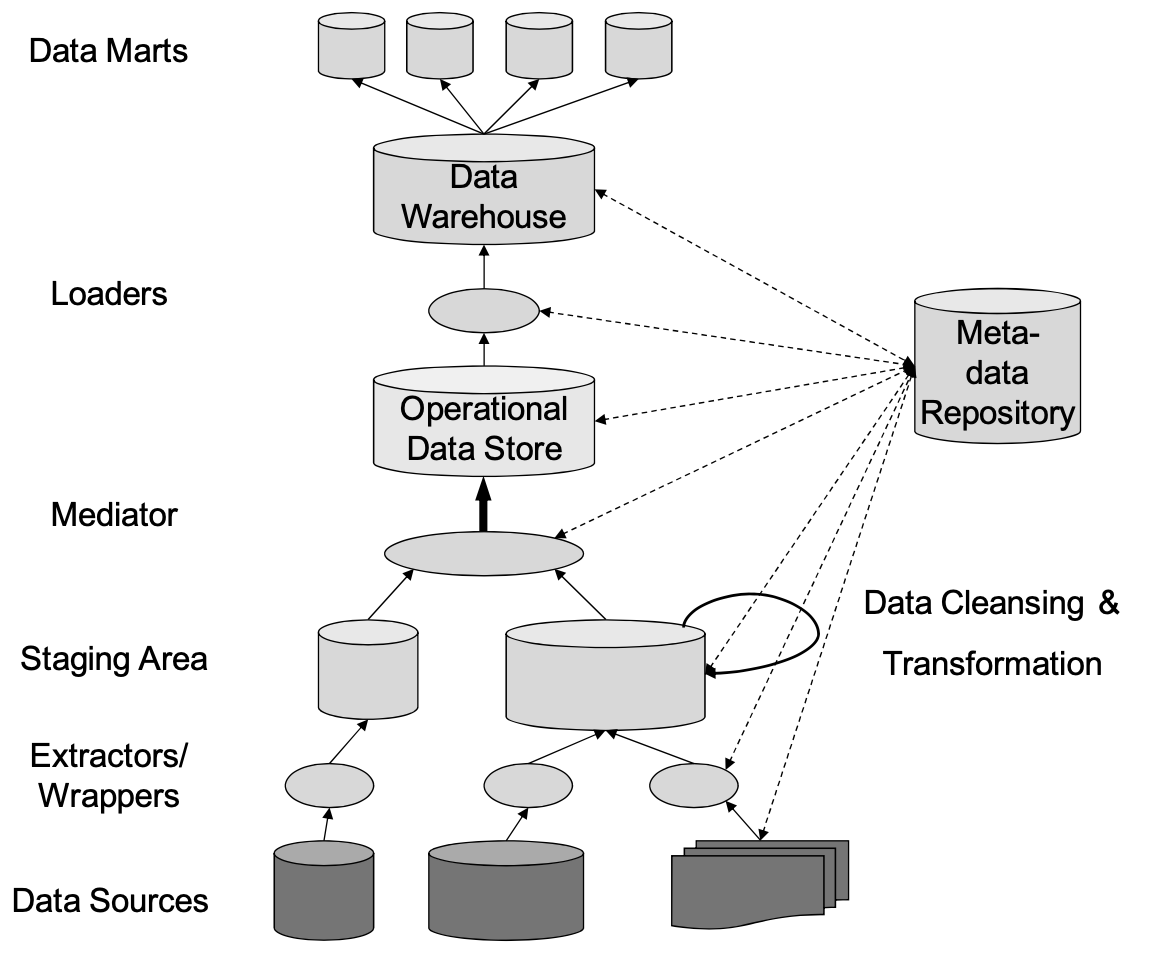 Data Marts
Data
Warehouse
Loaders
Meta-
data
Repository
Operational
Data Store
Mediator
Data Cleansing &
Transformation
Staging Area
Extractors/
Wrappers
Data Sources